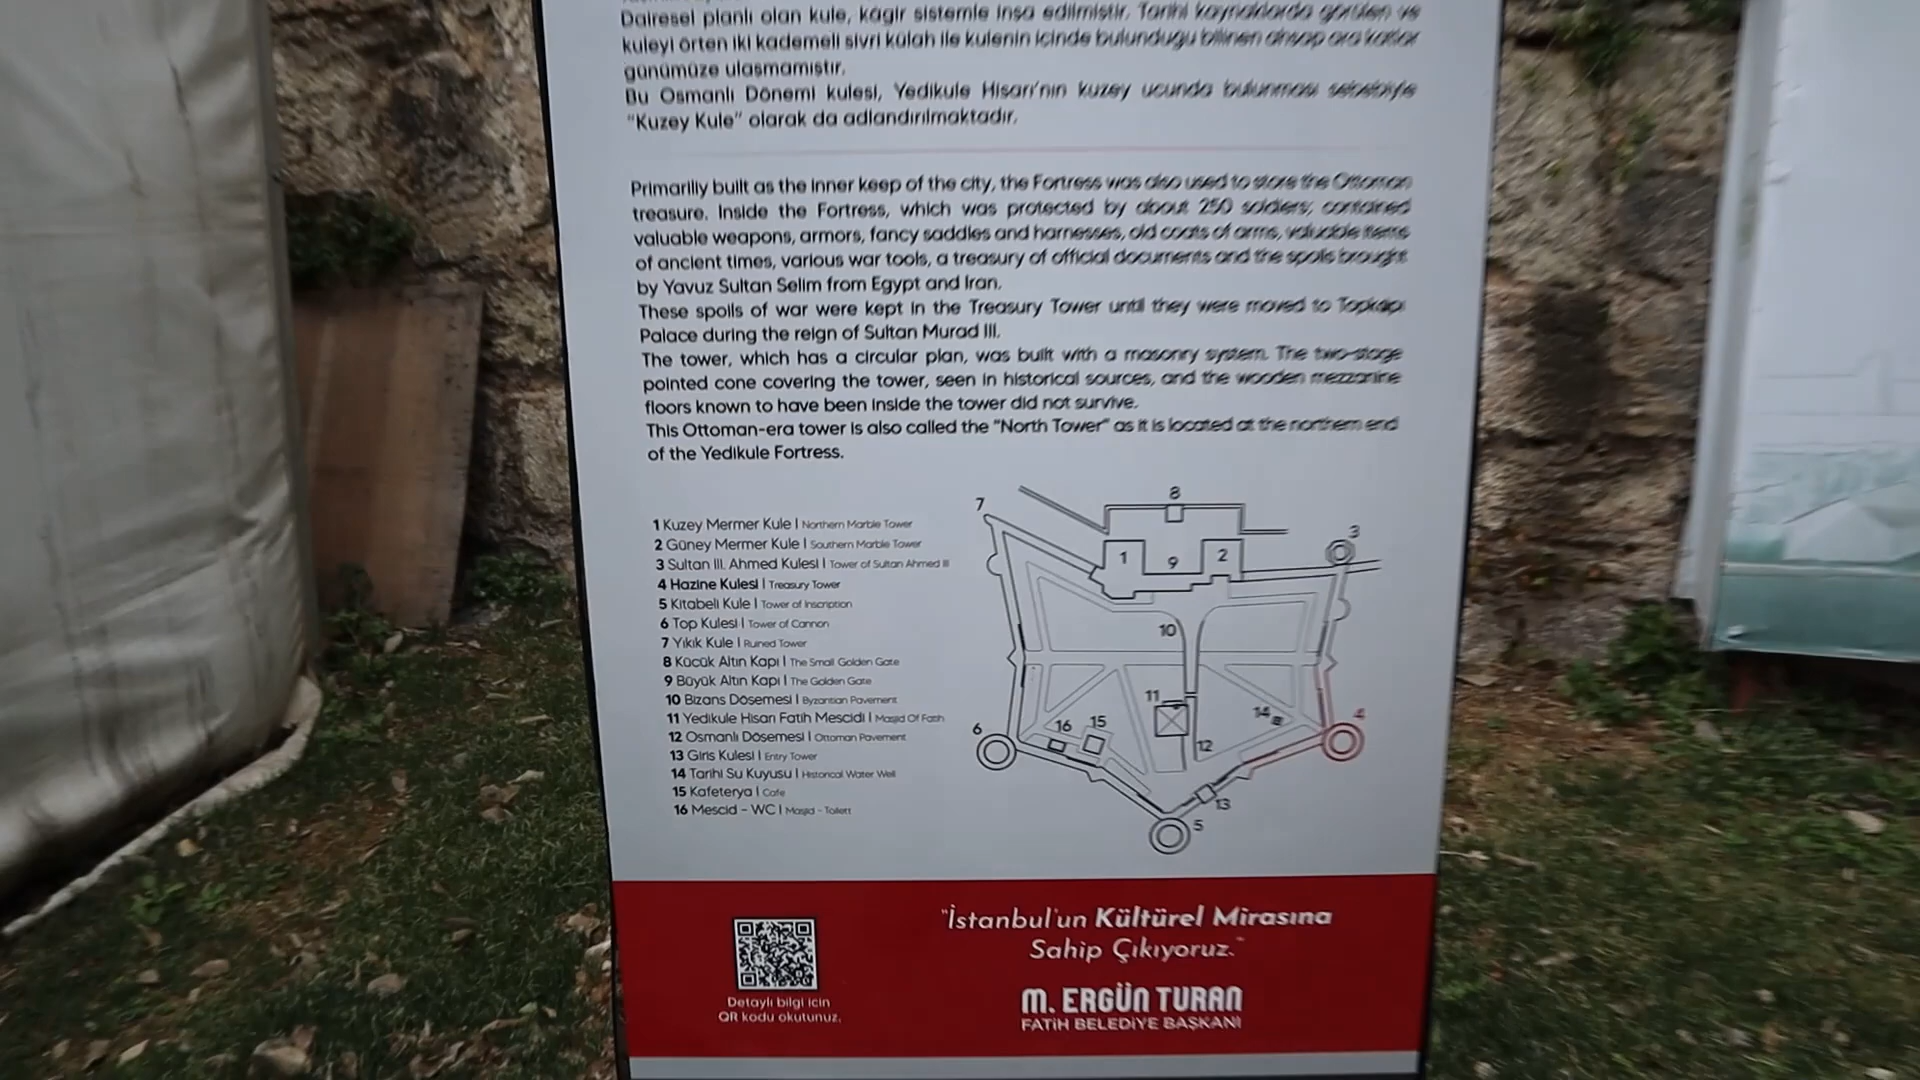 Dairesel planlı olan kule, kagir sistemle inşa edilmiştir. Tarihi kaynaklarda görülen ve
kuleyi örten iki kademeli sivri külah ile kulenin içinde bulunduğu bilinen ahşap ara katlar
günümüze ulaşmamıştır.
Bu Osmanlı Dönemi kulesi, Yedikule Hisarı'nın kuzey ucunda bulunması sebebiyle
"Kuzey Kule" olarak da adlandırılmaktadır.
Primarily built as the inner keep of the city, the Fortress was also used to store the Ottoman
treasure. Inside the Fortress, which was protected by about 250 soldiers; contained
valuable weapons, armors, fancy saddles and harnesses, old coats of arms, valuable items
of ancient times, various war tools, a treasury of official documents and the spoils brought
by Yavuz Sultan Selim from Egypt and Iran.
These spoils of war were kept in the Treasury Tower until they were moved to Topkapı
Palace during the reign of Sultan Murad III.
The tower, which has a circular plan, was built with a masonry system. The two-stage
pointed cone covering the tower, seen in historical sources, and the wooden mezzanine
floors known to have been inside the tower did not survive.
This Ottoman-era tower is also called the "North Tower" as it is located at the northern end
of the Yedikule Fortress.
1 Kuzey Mermer Kule | Northern Marble Tower
2 Güney Mermer Kule | Southern Marble Tower
3 Sultan III. Ahmed Kulesi | Tower of Sultan Ahmed III
4 Hazine Kulesi | Treasury Tower
5 Kitabeli Kule | Tower of Inscription
6 Top Kulesi | Tower of Cannon
7 Yıkık Kule | Ruined Tower
8 Küçük Altın Kapı | The Small Golden Gate
9 Büyük Altın Kapı | The Golden Gate
10 Bizans Döşemesi | Byzantian Pavement
11 Yedikule Hisarı Fatih Mescidi | Masjid Of Fatih
12 Osmanlı Döşemesi | Ottoman Pavement
13 Giriş Kulesi | Entry Tower
14 Tarihi Su Kuyusu | Historical Water Well
15 Kafeterya | Cafe
16 Mescid - WC | Masjid - Toilett
7
8
3
1
9
2
10
11
14
4
6
16
15
12
13
5
"İstanbul'un Kültürel Mirasına
Sahip Çıkıyoruz."
Detaylı bilgi için
QR kodu okutunuz.
M. ERGÜN TURAN
FATİH BELEDİYE BAŞKANI